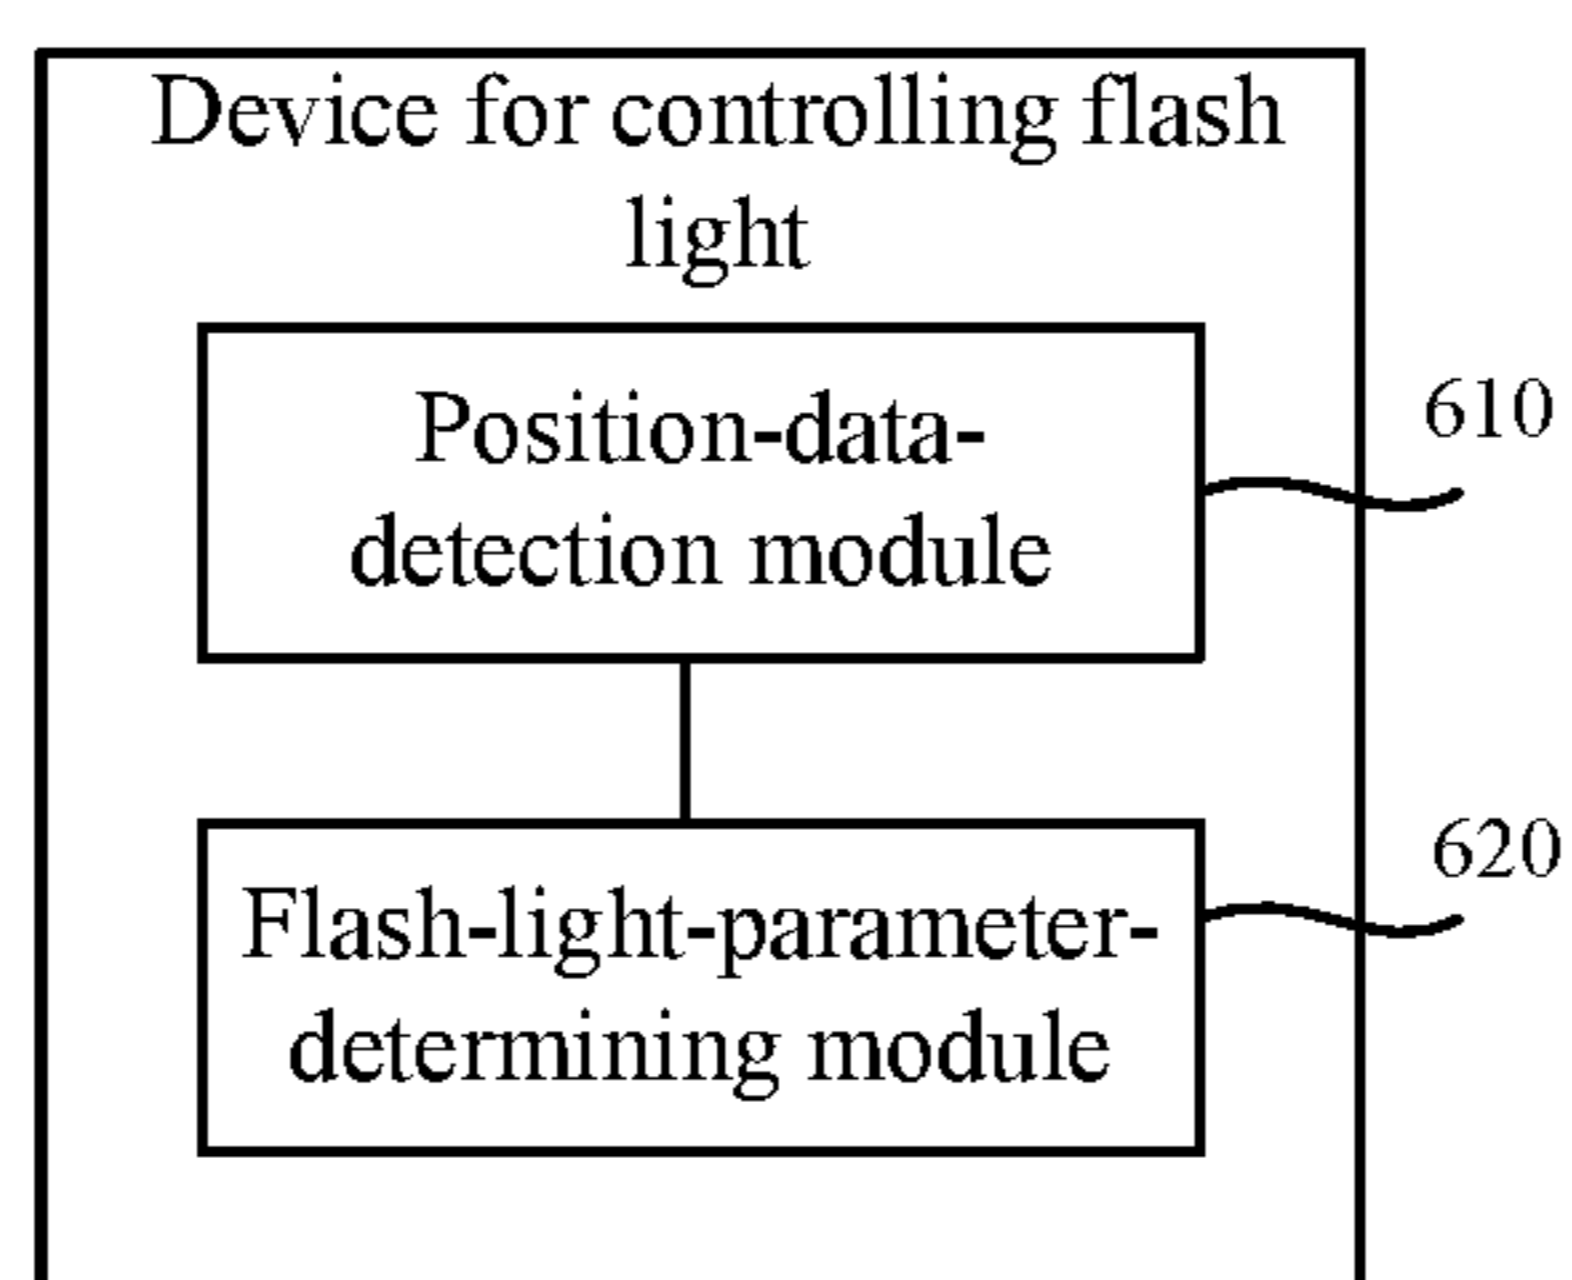 Device for controlling flash
light
Position-data-
detection module
610
Flash-light-parameter-
determining module
620